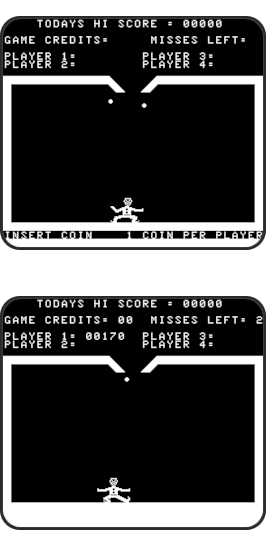 TODAYS HI SCORE = 00000
GAME CREDITS= MISSES LEFT=
PLAYER 1= PLAYER 3=
PLAYER 2= PLAYER 4=
INSERT COIN 1 COIN PER PLAYER
TODAYS HI SCORE = 00000
GAME CREDITS= 00 MISSES LEFT= 2
PLAYER 1= 00170 PLAYER 3=
PLAYER 2= PLAYER 4=